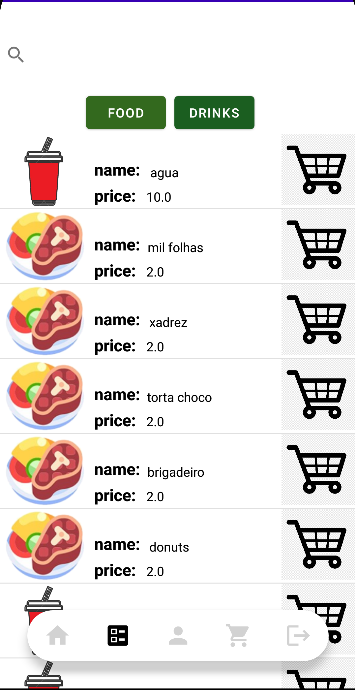 FOOD DRINKS
name: agua
price: 10.0
name: mil folhas
price: 2.0
name: xadrez
price: 2.0
name: torta choco
price: 2.0
name: brigadeiro
price: 2.0
name: donuts
price: 2.0